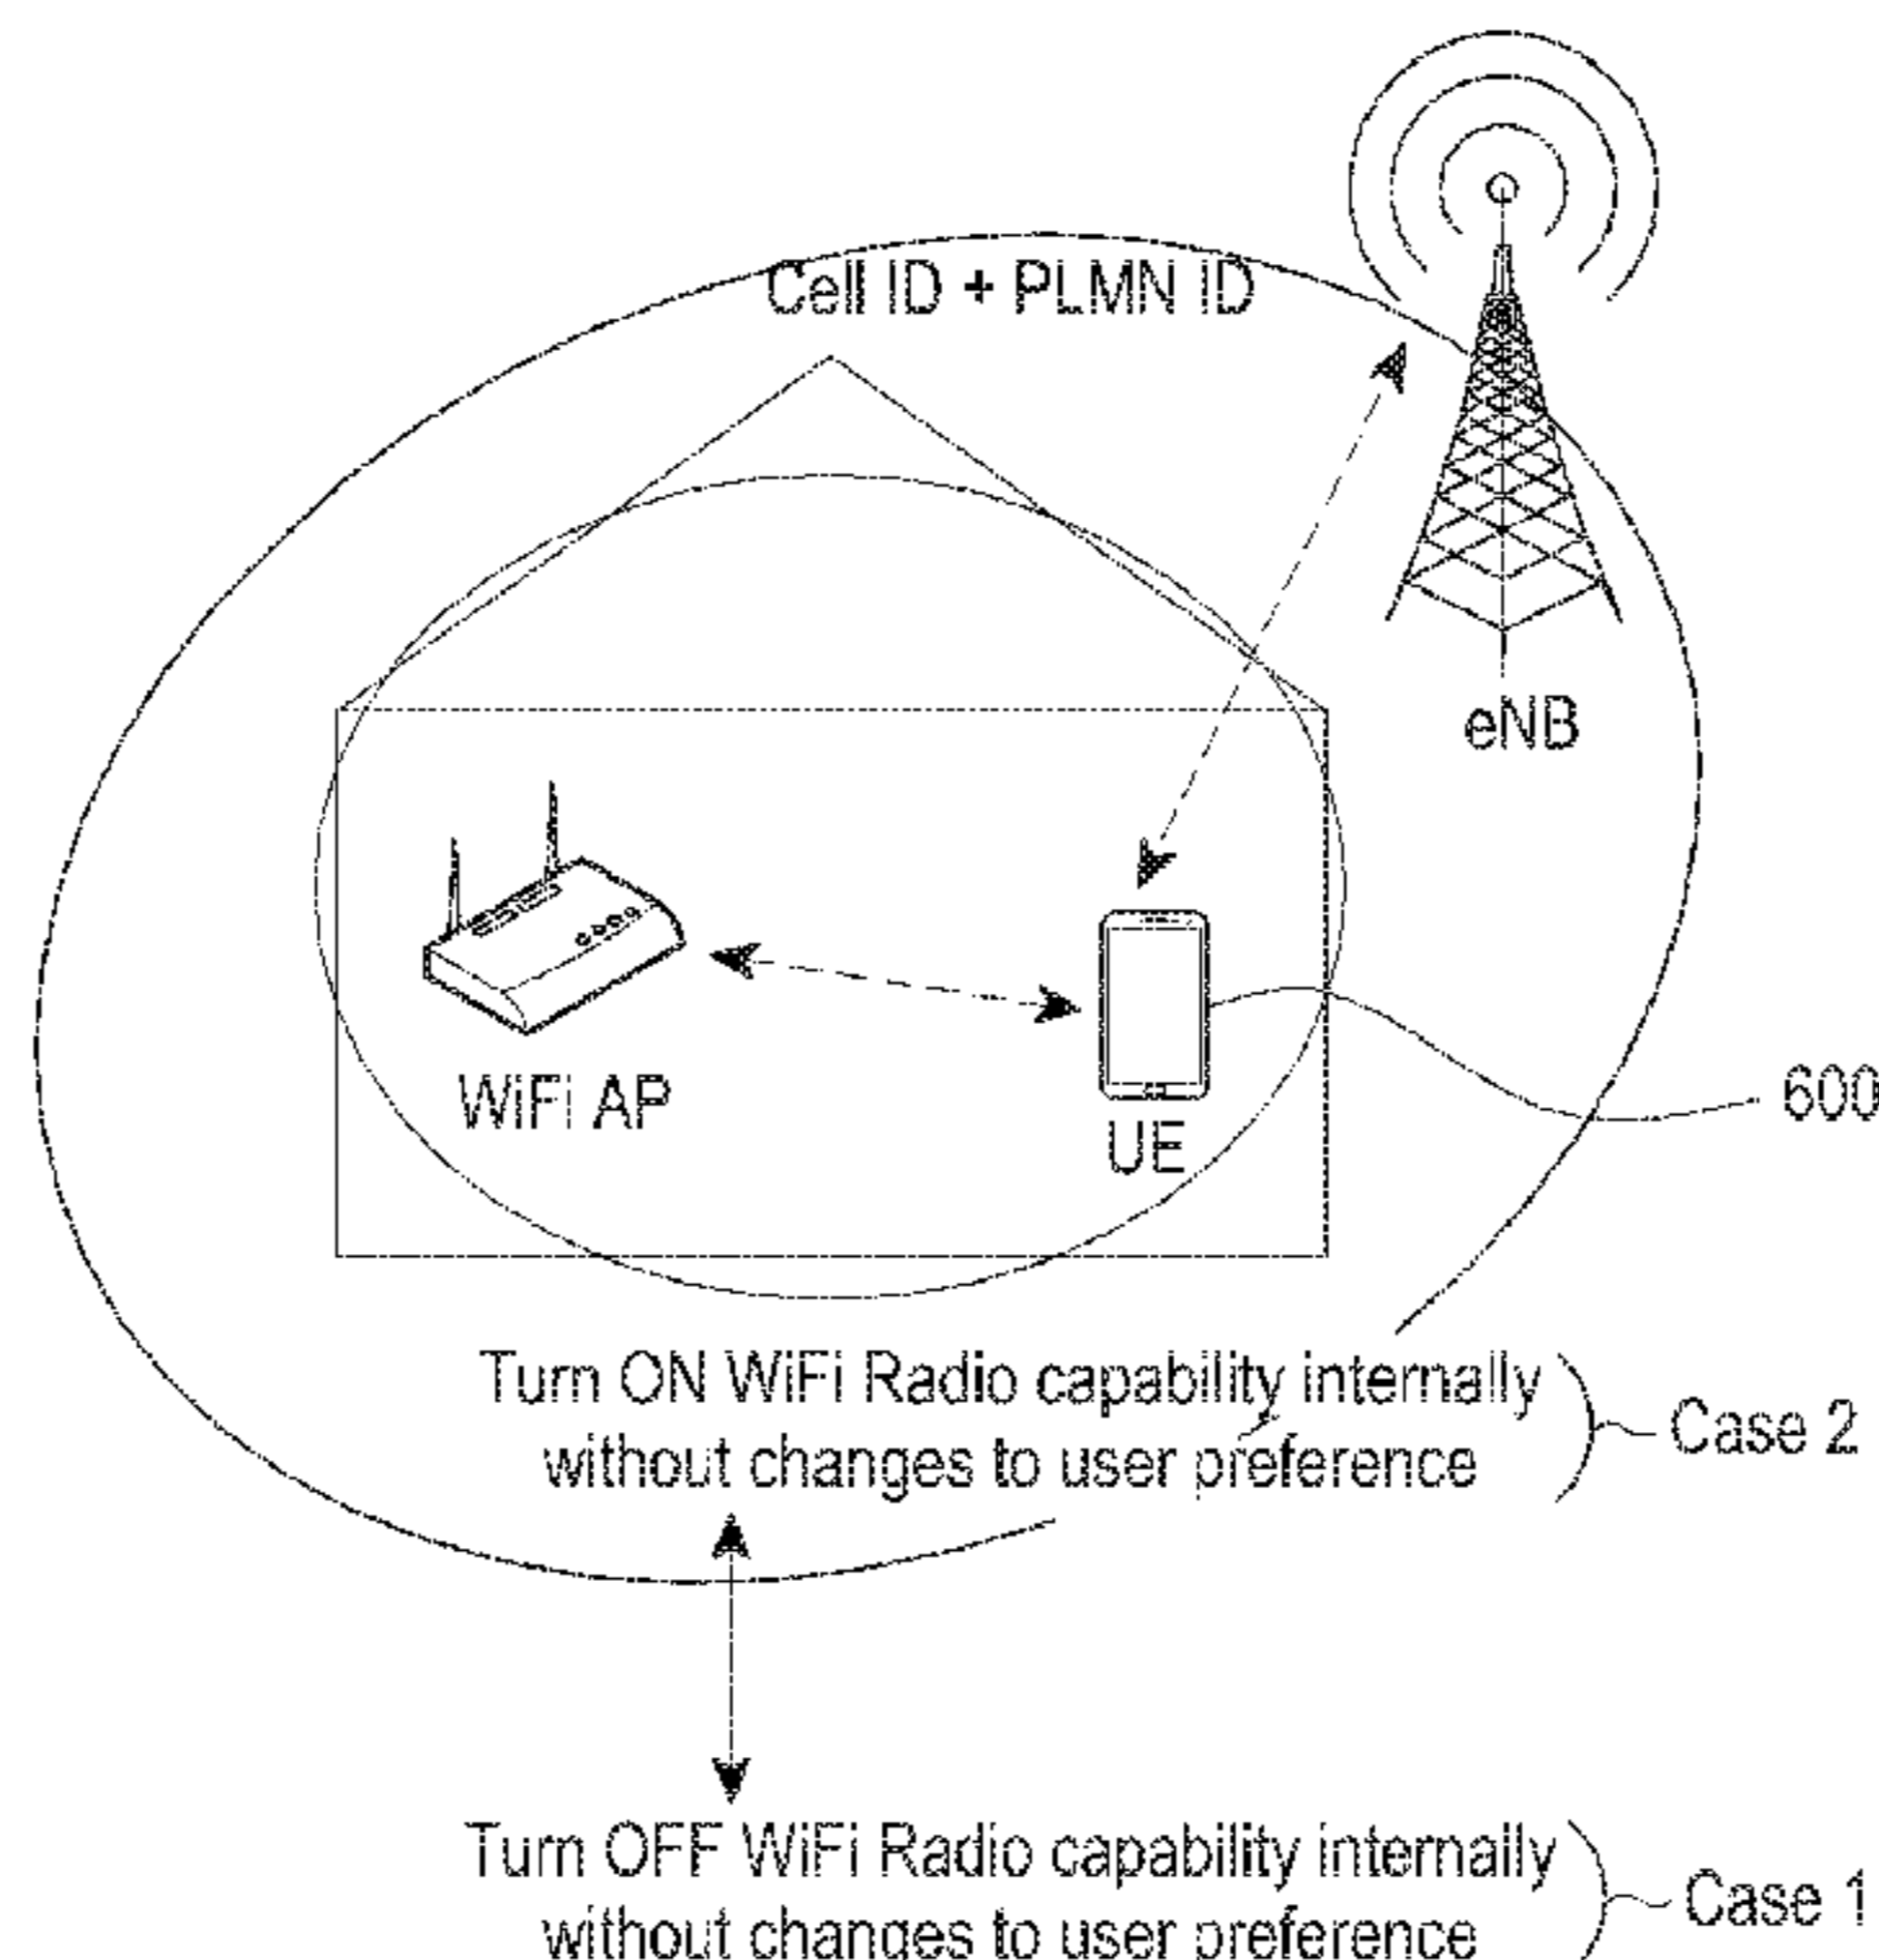 Cell ID + PLMN ID
eNB
WiFi AP
UE
600
Turn ON WiFi Radio capability internally
without changes to user preference
Case 2
Turn OFF WiFi Radio capability internally
without changes to user preference
Case 1